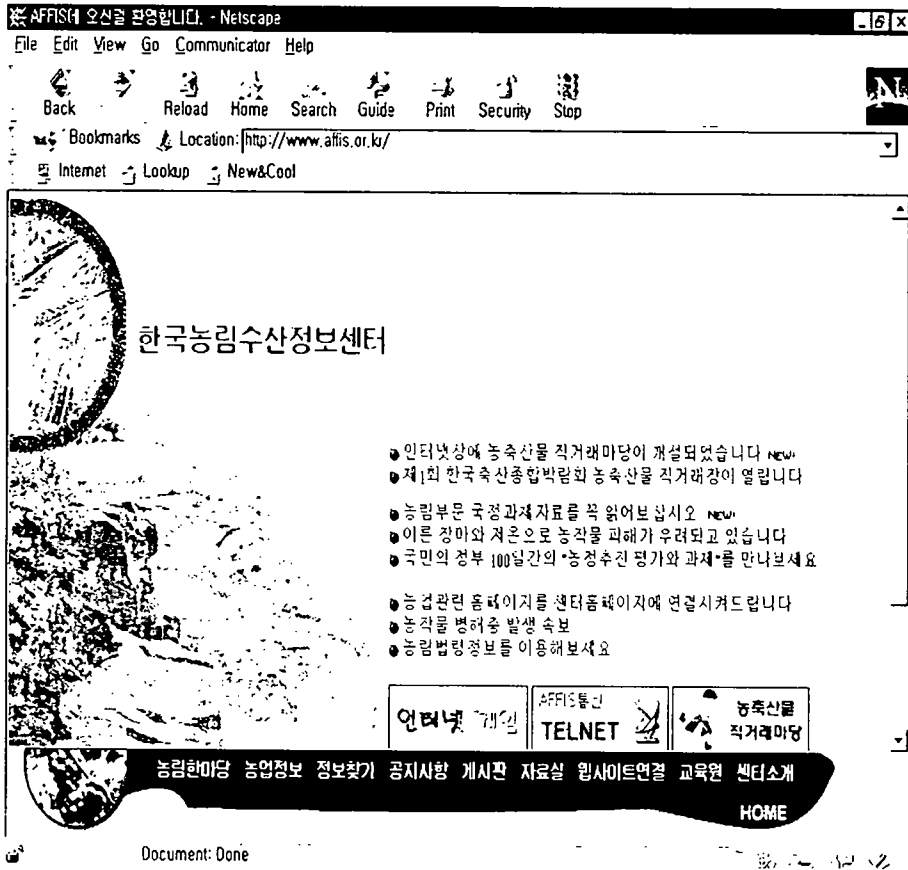 AFFIS에 오신걸 환영합니다. - Netscape
File Edit View Go Communicator Help
Back Reload Home Search Guide Print Security Stop
N
Bookmarks Location: http://www.affis.or.kr/
Internet Lookup New&Cool
한국농림수산정보센터
인터넷상에 농축산물 직거래마당이 개설되었습니다 NEW!
제1회 한국축산종합박람회 농축산물 직거래장이 열립니다
농림부문 국정과제자료를 꼭 읽어보십시오 NEW!
이른 장마와 저온으로 농작물 피해가 우려되고 있습니다
국민의 정부 100일간의 "농정추진 평가와 과제"를 만나보세요
농업관련 홈페이지를 센터홈페이지에 연결시켜드립니다
농작물 병해충 발생 속보
농림법령정보를 이용해보세요
인터넷
AFFIS통신
TELNET
농축산물
직거래마당
농림한마당 농업정보 정보찾기 공지사항 게시판 자료실 웹사이트연결 교육원 센터소개
HOME
Document: Done